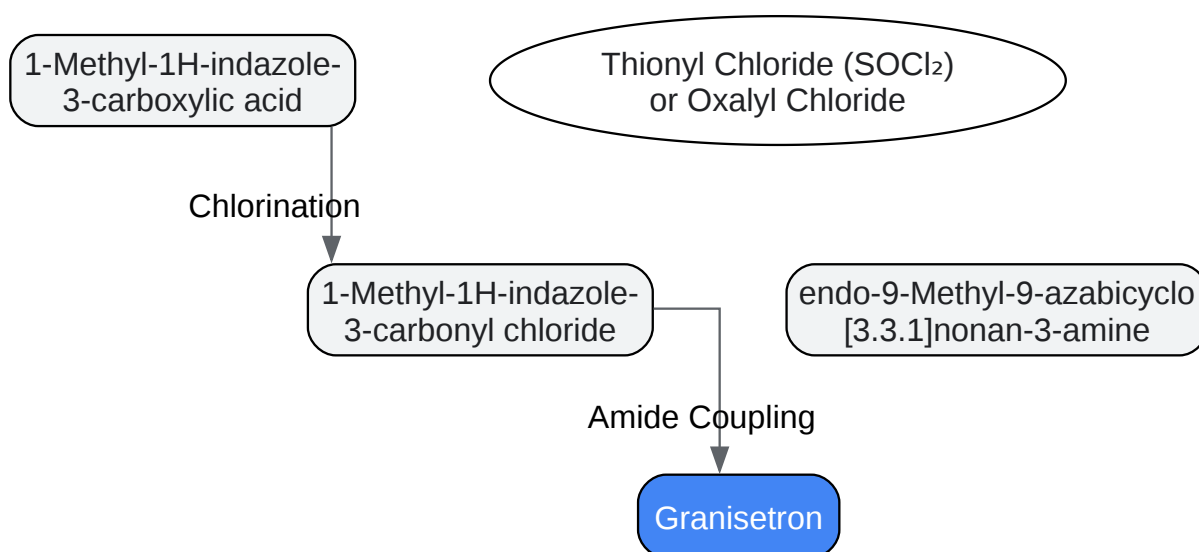 1-Methyl-1H-indazole-
3-carboxylic acid
Thionyl Chloride (SOCl₂)
or Oxalyl Chloride
Chlorination
1-Methyl-1H-indazole-
3-carbonyl chloride
endo-9-Methyl-9-azabicyclo
[3.3.1]nonan-3-amine
Amide Coupling
Granisetron